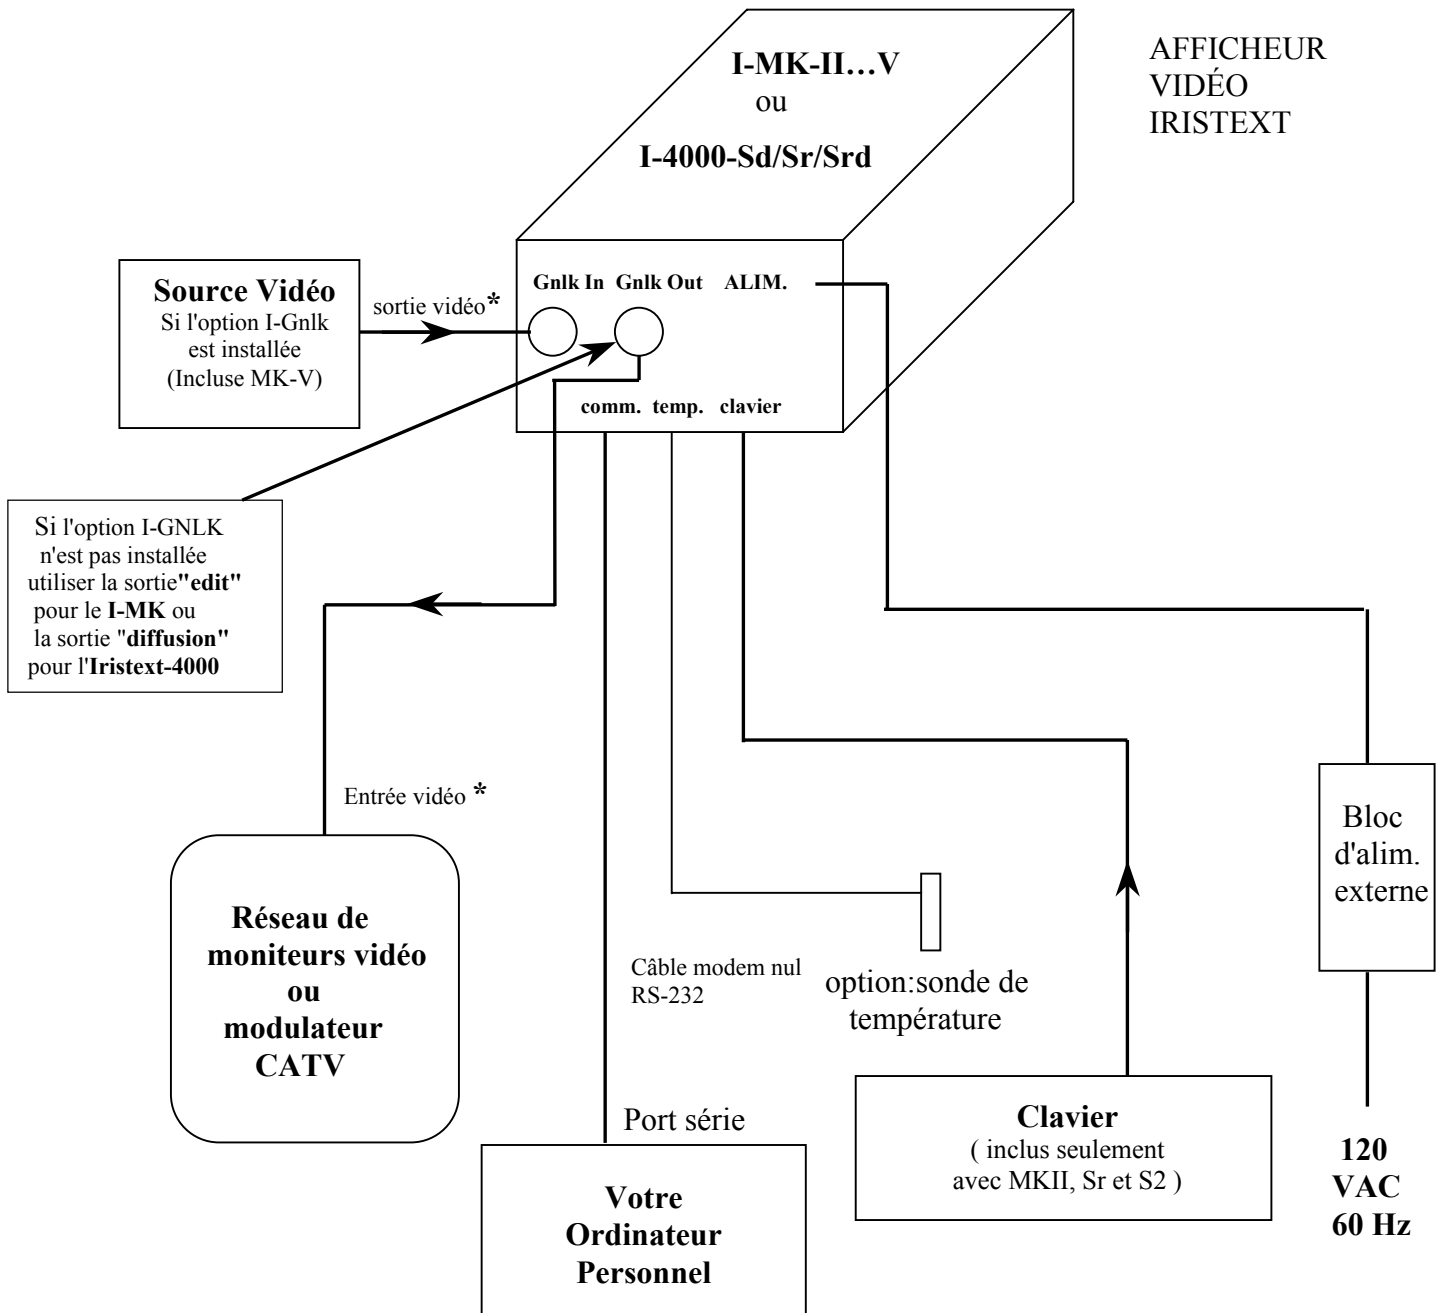 I-MK-II...V
ou
I-4000-Sd/Sr/Srd
AFFICHEUR
VIDÉO
IRISTEXT
Gnlk In Gnlk Out ALIM.
comm. temp. clavier
Source Vidéo
Si l'option I-Gnlk
est installée
(Incluse MK-V)
sortie vidéo*
Si l'option I-GNLK
n'est pas installée
utiliser la sortie"edit"
pour le I-MK ou
la sortie "diffusion"
pour l'Iristext-4000
Entrée vidéo *
Réseau de
moniteurs vidéo
ou
modulateur
CATV
Câble modem nul
RS-232
option:sonde de
température
Bloc
d'alim.
externe
Port série
Votre
Ordinateur
Personnel
Clavier
( inclus seulement
avec MKII, Sr et S2 )
120
VAC
60 Hz